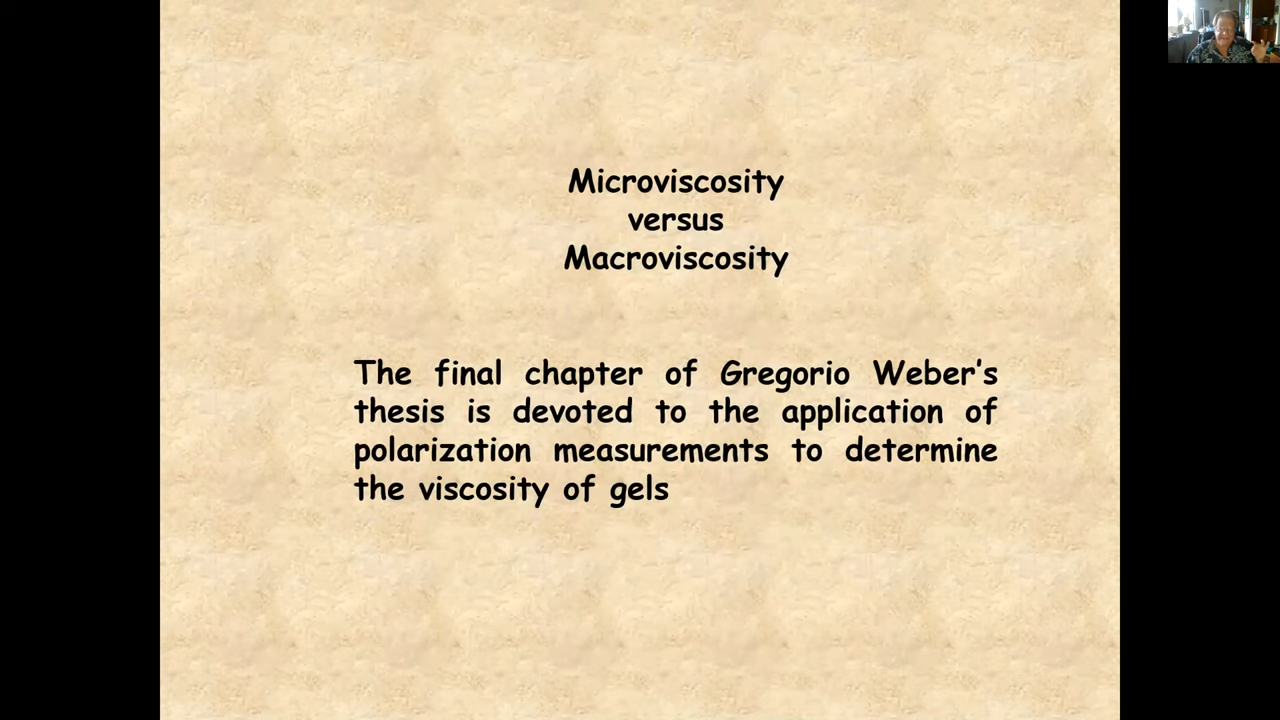 Microviscosity
versus
Macroviscosity
The final chapter of Gregorio Weber's
thesis is devoted to the application of
polarization measurements to determine
the viscosity of gels